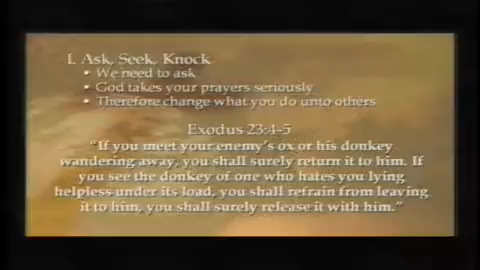 I. Ask, Seek, Knock
• We need to ask
• God takes your prayers seriously
• Therefore change what you do unto others
Exodus 23:4-5
"If you meet your enemy's ox or his donkey
wandering away, you shall surely return it to him. If
you see the donkey of one who hates you lying
helpless under its load, you shall refrain from leaving
it to him, you shall surely release it with him."